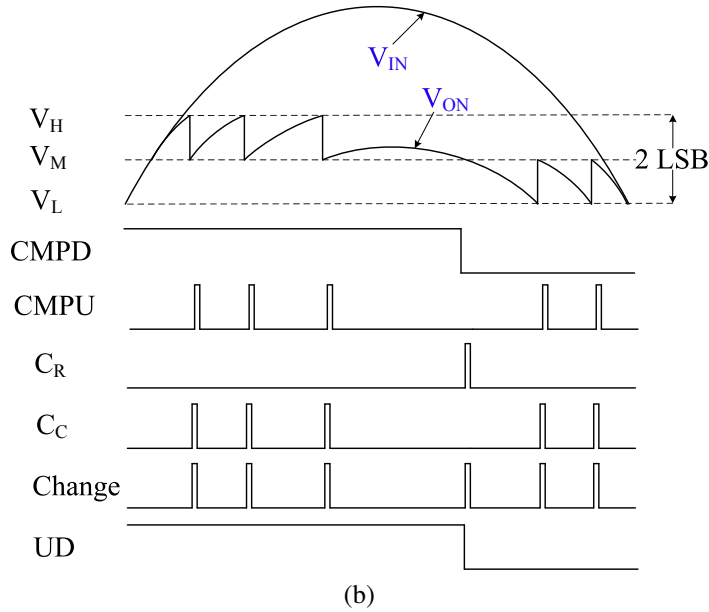 V_IN
V_ON
V_H
V_M
2 LSB
V_L
CMPD
CMPU
C_R
C_C
Change
UD
(b)